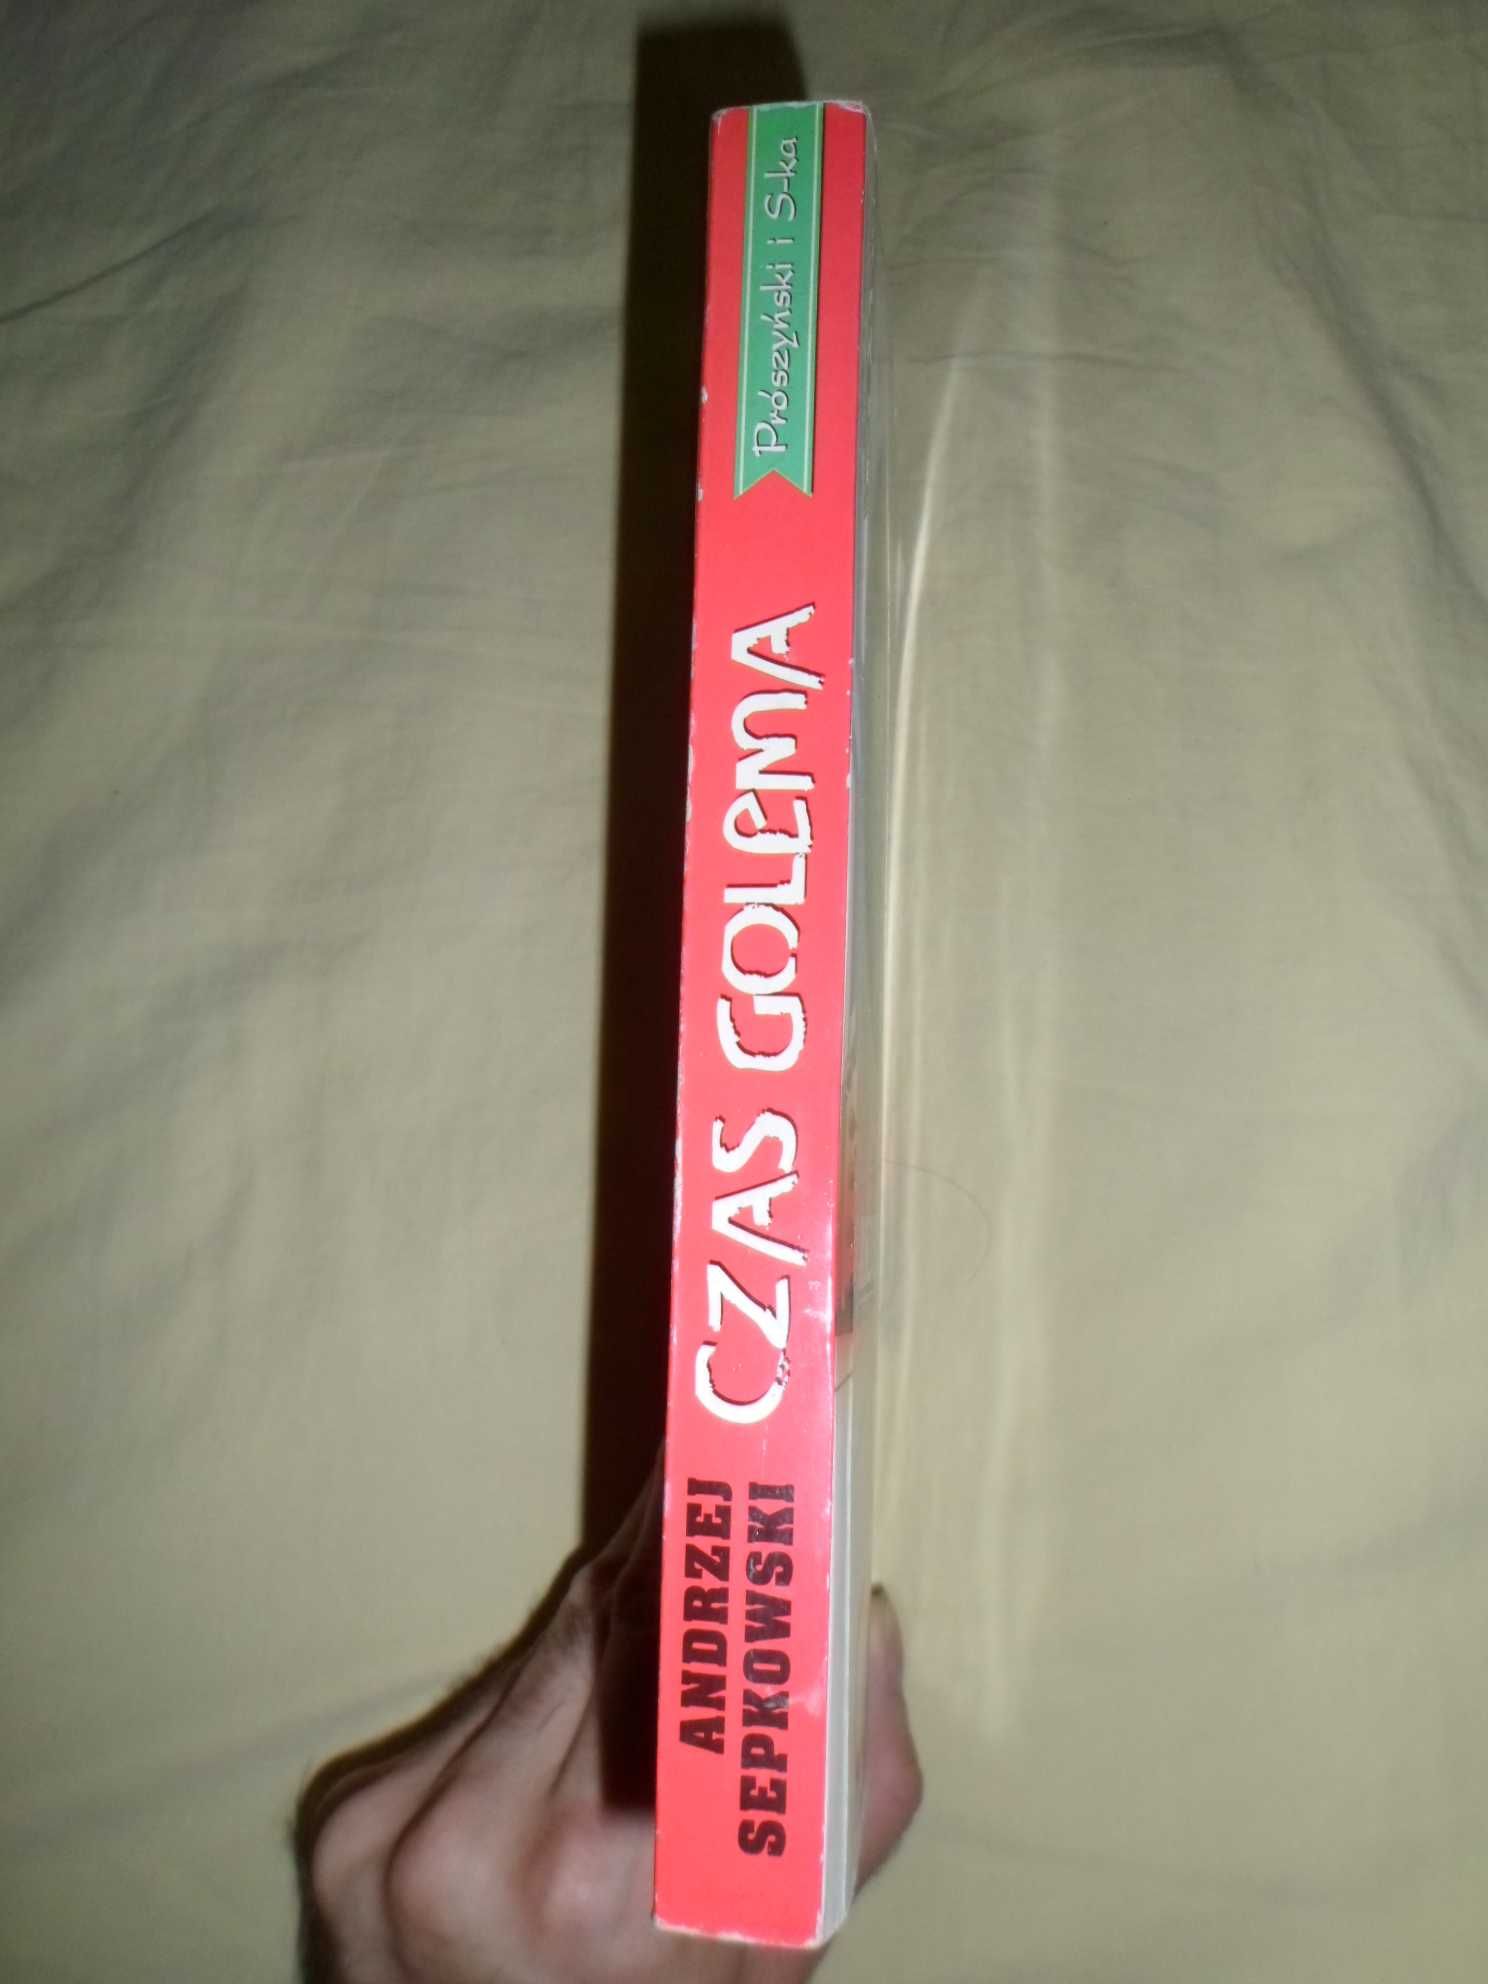 ANDRZEJ
SEPKOWSKI
CZAS GOLEMA
Prószyński i S-ka